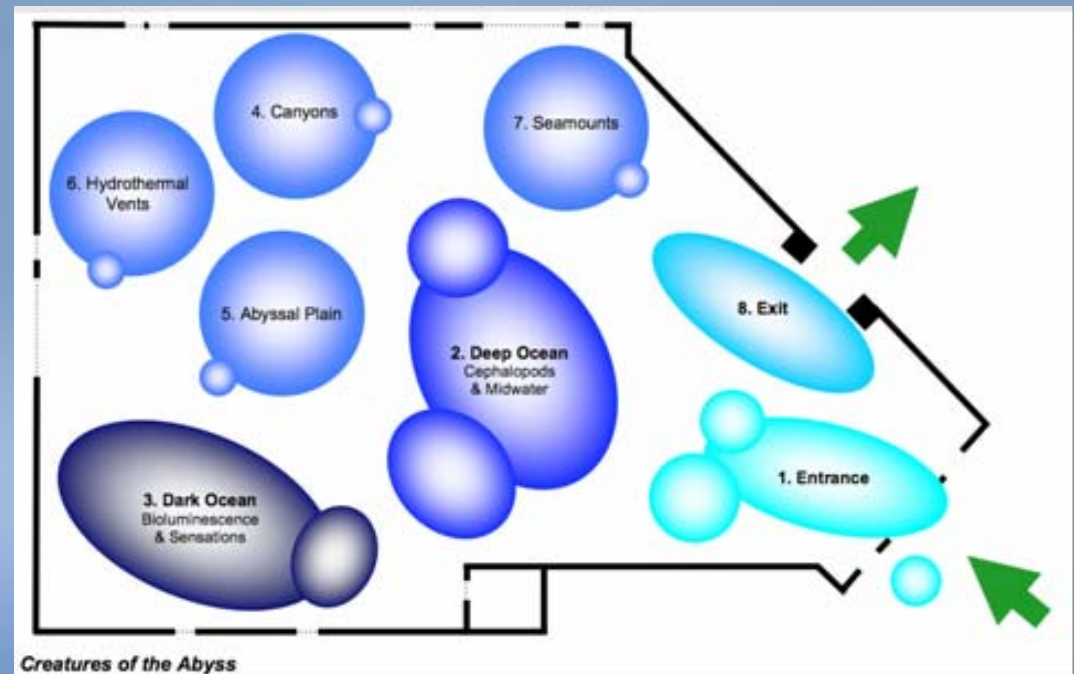 4. Canyons
7. Seamounts
6. Hydrothermal
Vents
5. Abyssal Plain
8. Exit
2. Deep Ocean
Cephalopods
& Midwater
1. Entrance
3. Dark Ocean
Bioluminescence
& Sensations
Creatures of the Abyss